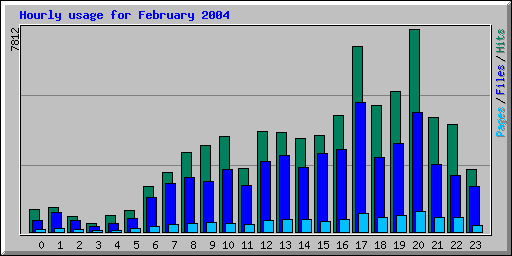 Hourly usage for February 2004
7812
Pages / Files / Hits
0 1 2 3 4 5 6 7 8 9 10 11 12 13 14 15 16 17 18 19 20 21 22 23